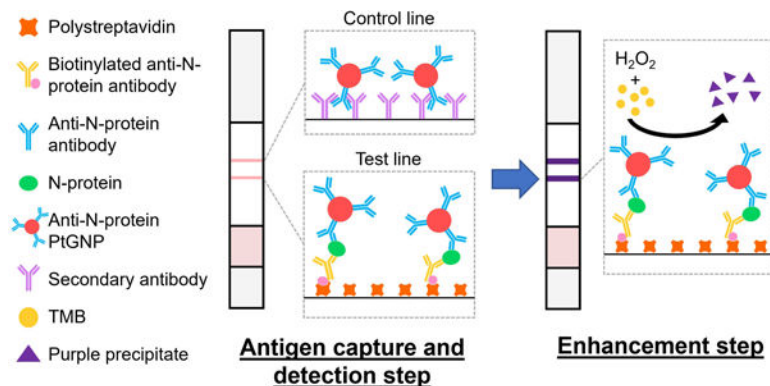 Polystreptavidin
Biotinylated anti-N-
protein antibody
Anti-N-protein
antibody
N-protein
Anti-N-protein
PtGNP
Secondary antibody
TMB
Purple precipitate
Control line
Test line
Antigen capture and
detection step
H₂O₂
+
Enhancement step